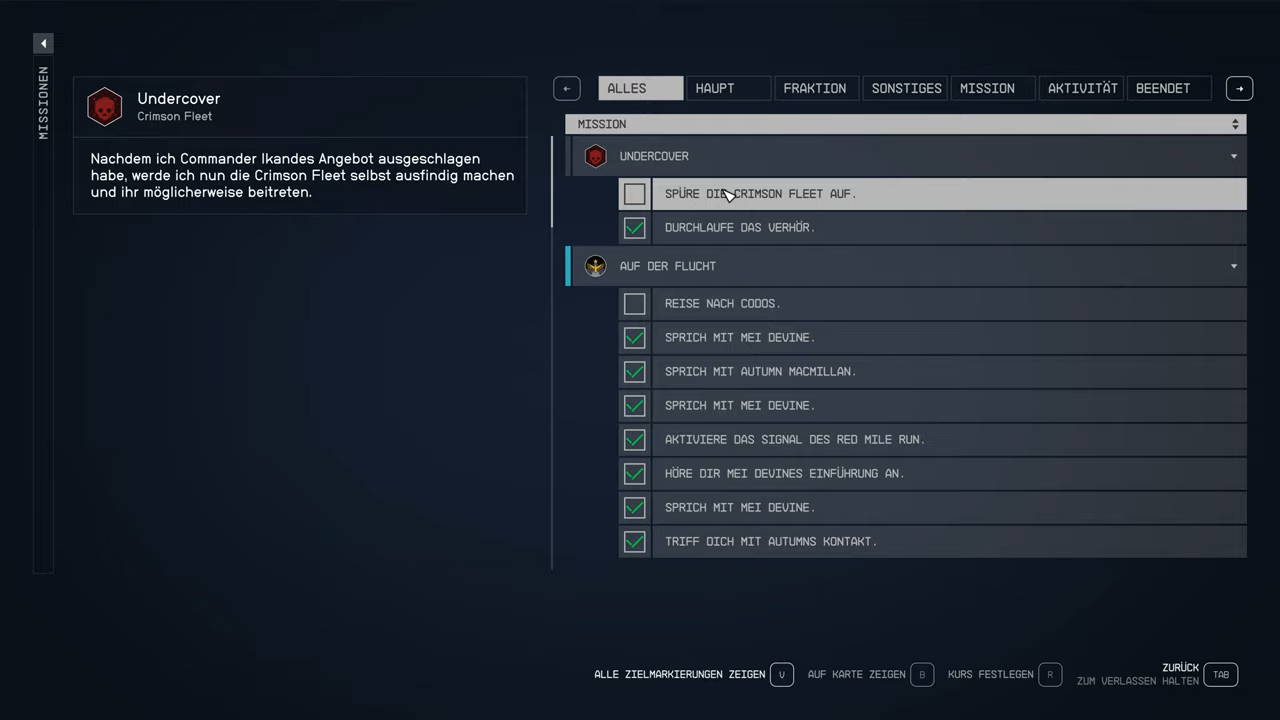 MISSIONEN
Undercover
Crimson Fleet
Nachdem ich Commander Ikandes Angebot ausgeschlagen
habe, werde ich nun die Crimson Fleet selbst ausfindig machen
und ihr möglicherweise beitreten.
ALLES HAUPT FRAKTION SONSTIGES MISSION AKTIVITÄT BEENDET
MISSION
UNDERCOVER
SPÜRE DIE CRIMSON FLEET AUF.
DURCHLAUFE DAS VERHÖR.
AUF DER FLUCHT
REISE NACH CODOS.
SPRICH MIT MEI DEVINE.
SPRICH MIT AUTUMN MACMILLAN.
SPRICH MIT MEI DEVINE.
AKTIVIERE DAS SIGNAL DES RED MILE RUN.
HÖRE DIR MEI DEVINES EINFÜHRUNG AN.
SPRICH MIT MEI DEVINE.
TRIFF DICH MIT AUTUMNS KONTAKT.
ALLE ZIELMARKIERUNGEN ZEIGEN V AUF KARTE ZEIGEN B KURS FESTLEGEN R ZURÜCK TAB
ZUM VERLASSEN HALTEN